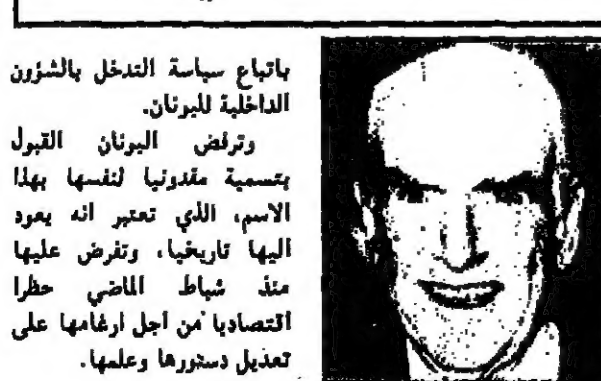 باتباع سياسة التدخل بالشؤون
الداخلية لليونان.
وترفض اليونان القبول
بتسمية مقدونيا لنفسها بهذا
الاسم، الذي تعتبر انه يعود
اليها تاريخيا، وتفرض عليها
منذ شباط الماضي حظرا
اقتصاديا من اجل ارغامها على
تعديل دستورها وعلمها.